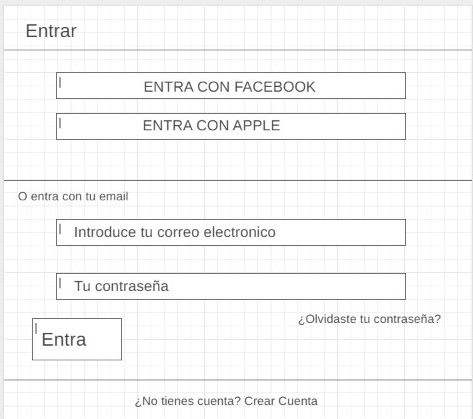 Entrar
ENTRA CON FACEBOOK
ENTRA CON APPLE
O entra con tu email
Introduce tu correo electronico
Tu contraseña
¿Olvidaste tu contraseña?
Entra
¿No tienes cuenta? Crear Cuenta